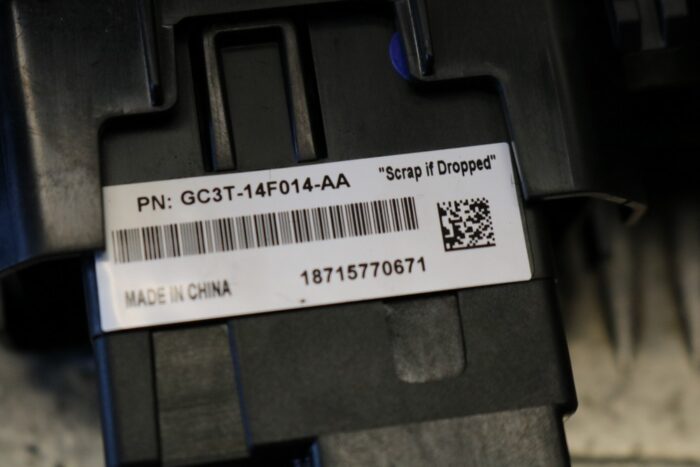 PN: GC3T-14F014-AA "Scrap if Dropped"
MADE IN CHINA 18715770671